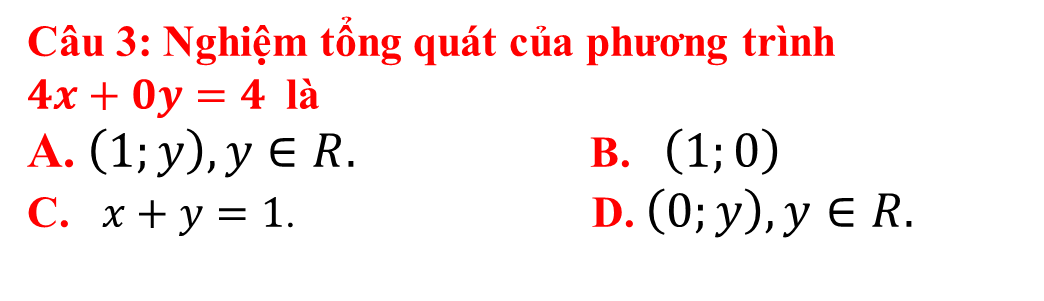 Câu 3: Nghiệm tổng quát của phương trình
4x + 0y = 4 là
A. (1; y), y ∈ R. B. (1; 0)
C. x + y = 1. D. (0; y), y ∈ R.